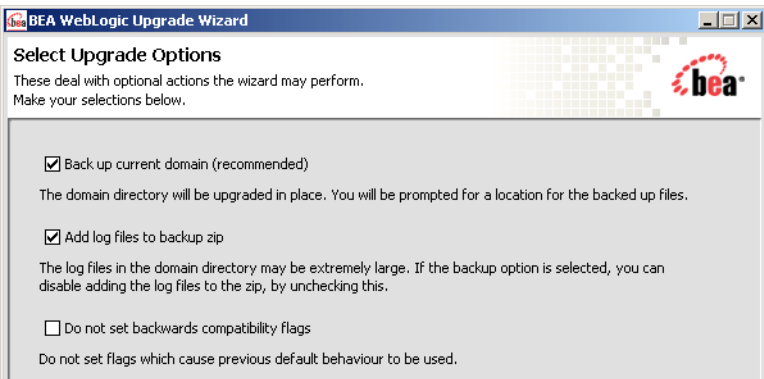 bea BEA WebLogic Upgrade Wizard
Select Upgrade Options
These deal with optional actions the wizard may perform.
Make your selections below.
bea
Back up current domain (recommended)
The domain directory will be upgraded in place. You will be prompted for a location for the backed up files.
Add log files to backup zip
The log files in the domain directory may be extremely large. If the backup option is selected, you can
disable adding the log files to the zip, by unchecking this.
Do not set backwards compatibility flags
Do not set flags which cause previous default behaviour to be used.